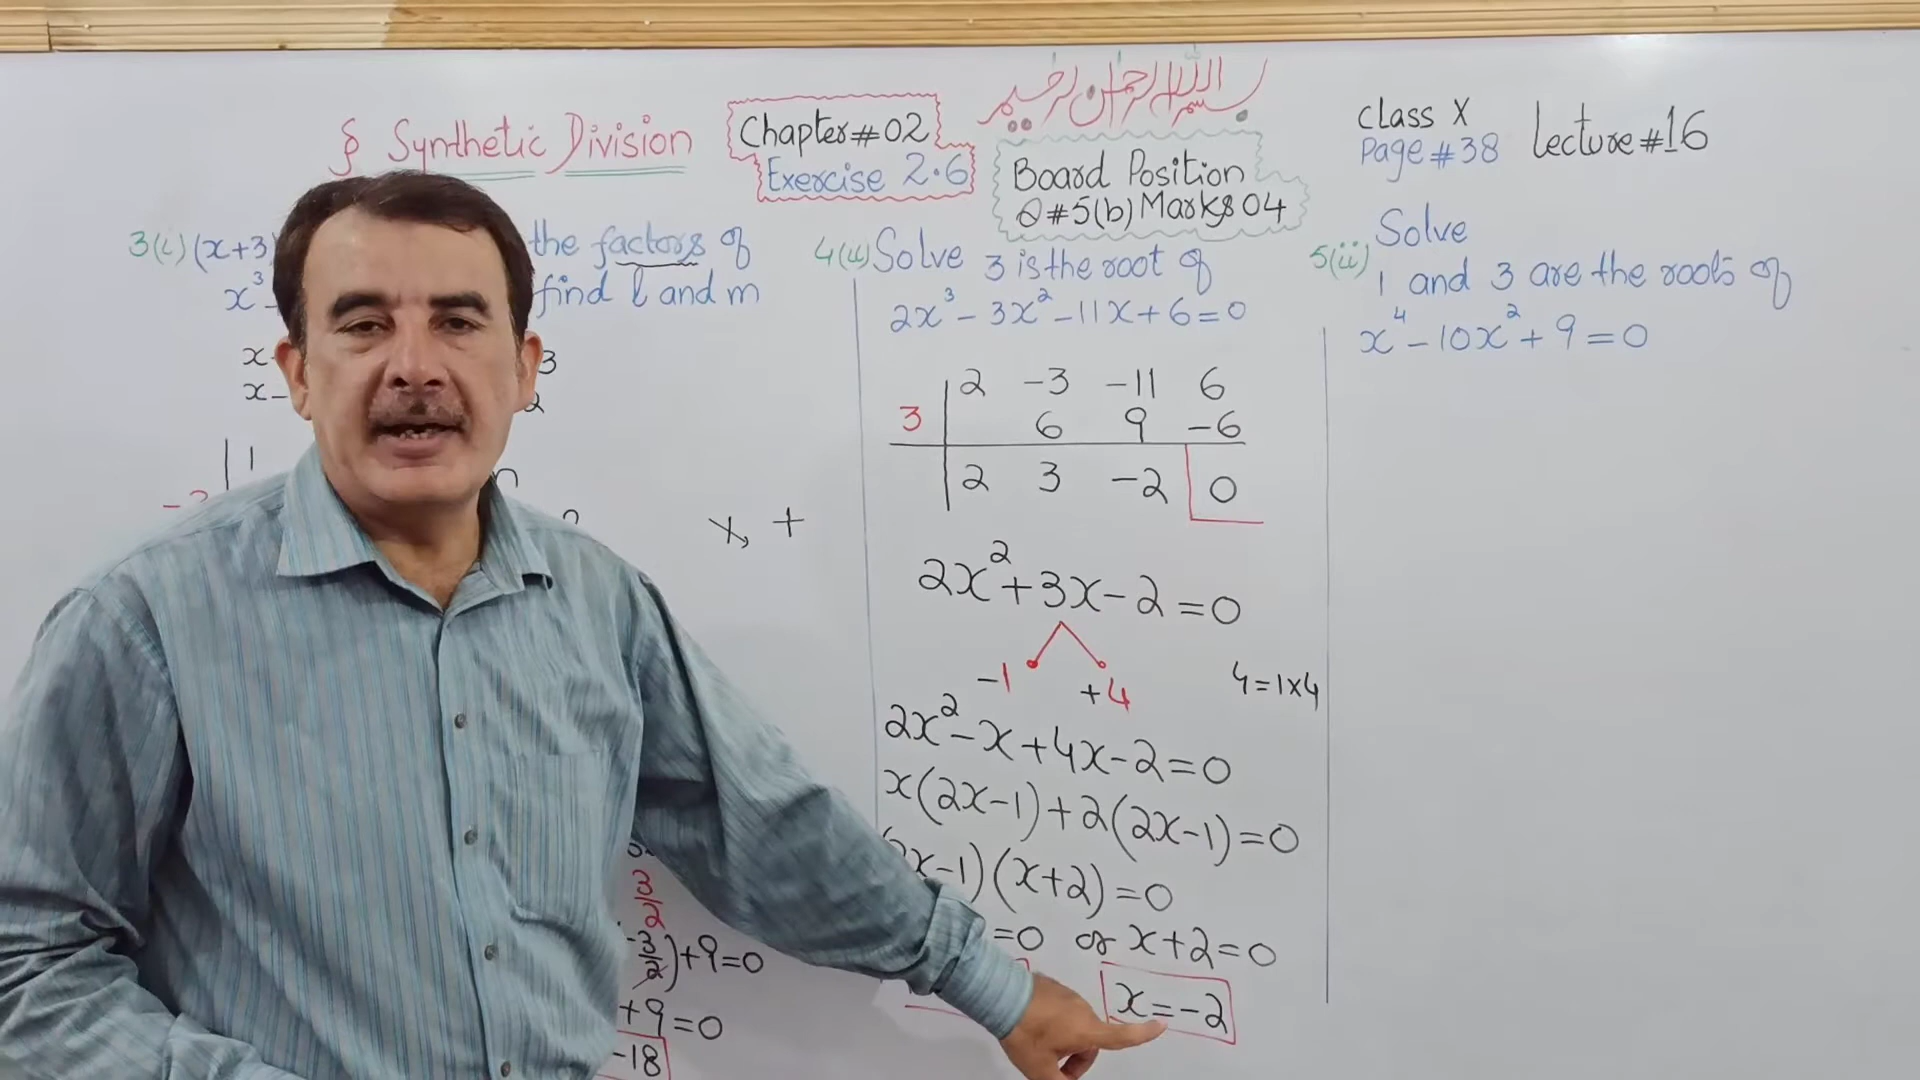 بسم الله الرحمن الرحيم
§ Synthetic Division
Chapter#02
Exercise 2.6
Board Position
Q#5(b) Marks 04
Class X
Page#38
Lecture#16
3(i) (x+3) the factors of
x³- find l and m
x- 3
x- 2
1
-3
x, +
3
2
-3/2)+9=0
+9=0
-18
4(ii) Solve 3 is the root of
2x³-3x²-11x+6=0
2 -3 -11 6
3 6 9 -6
2 3 -2 0
2x²+3x-2=0
-1 +4
4=1x4
2x²-x+4x-2=0
x(2x-1)+2(2x-1)=0
x-1)(x+2)=0
=0 or x+2=0
x=-2
5(ii) Solve
1 and 3 are the roots of
x⁴-10x²+9=0